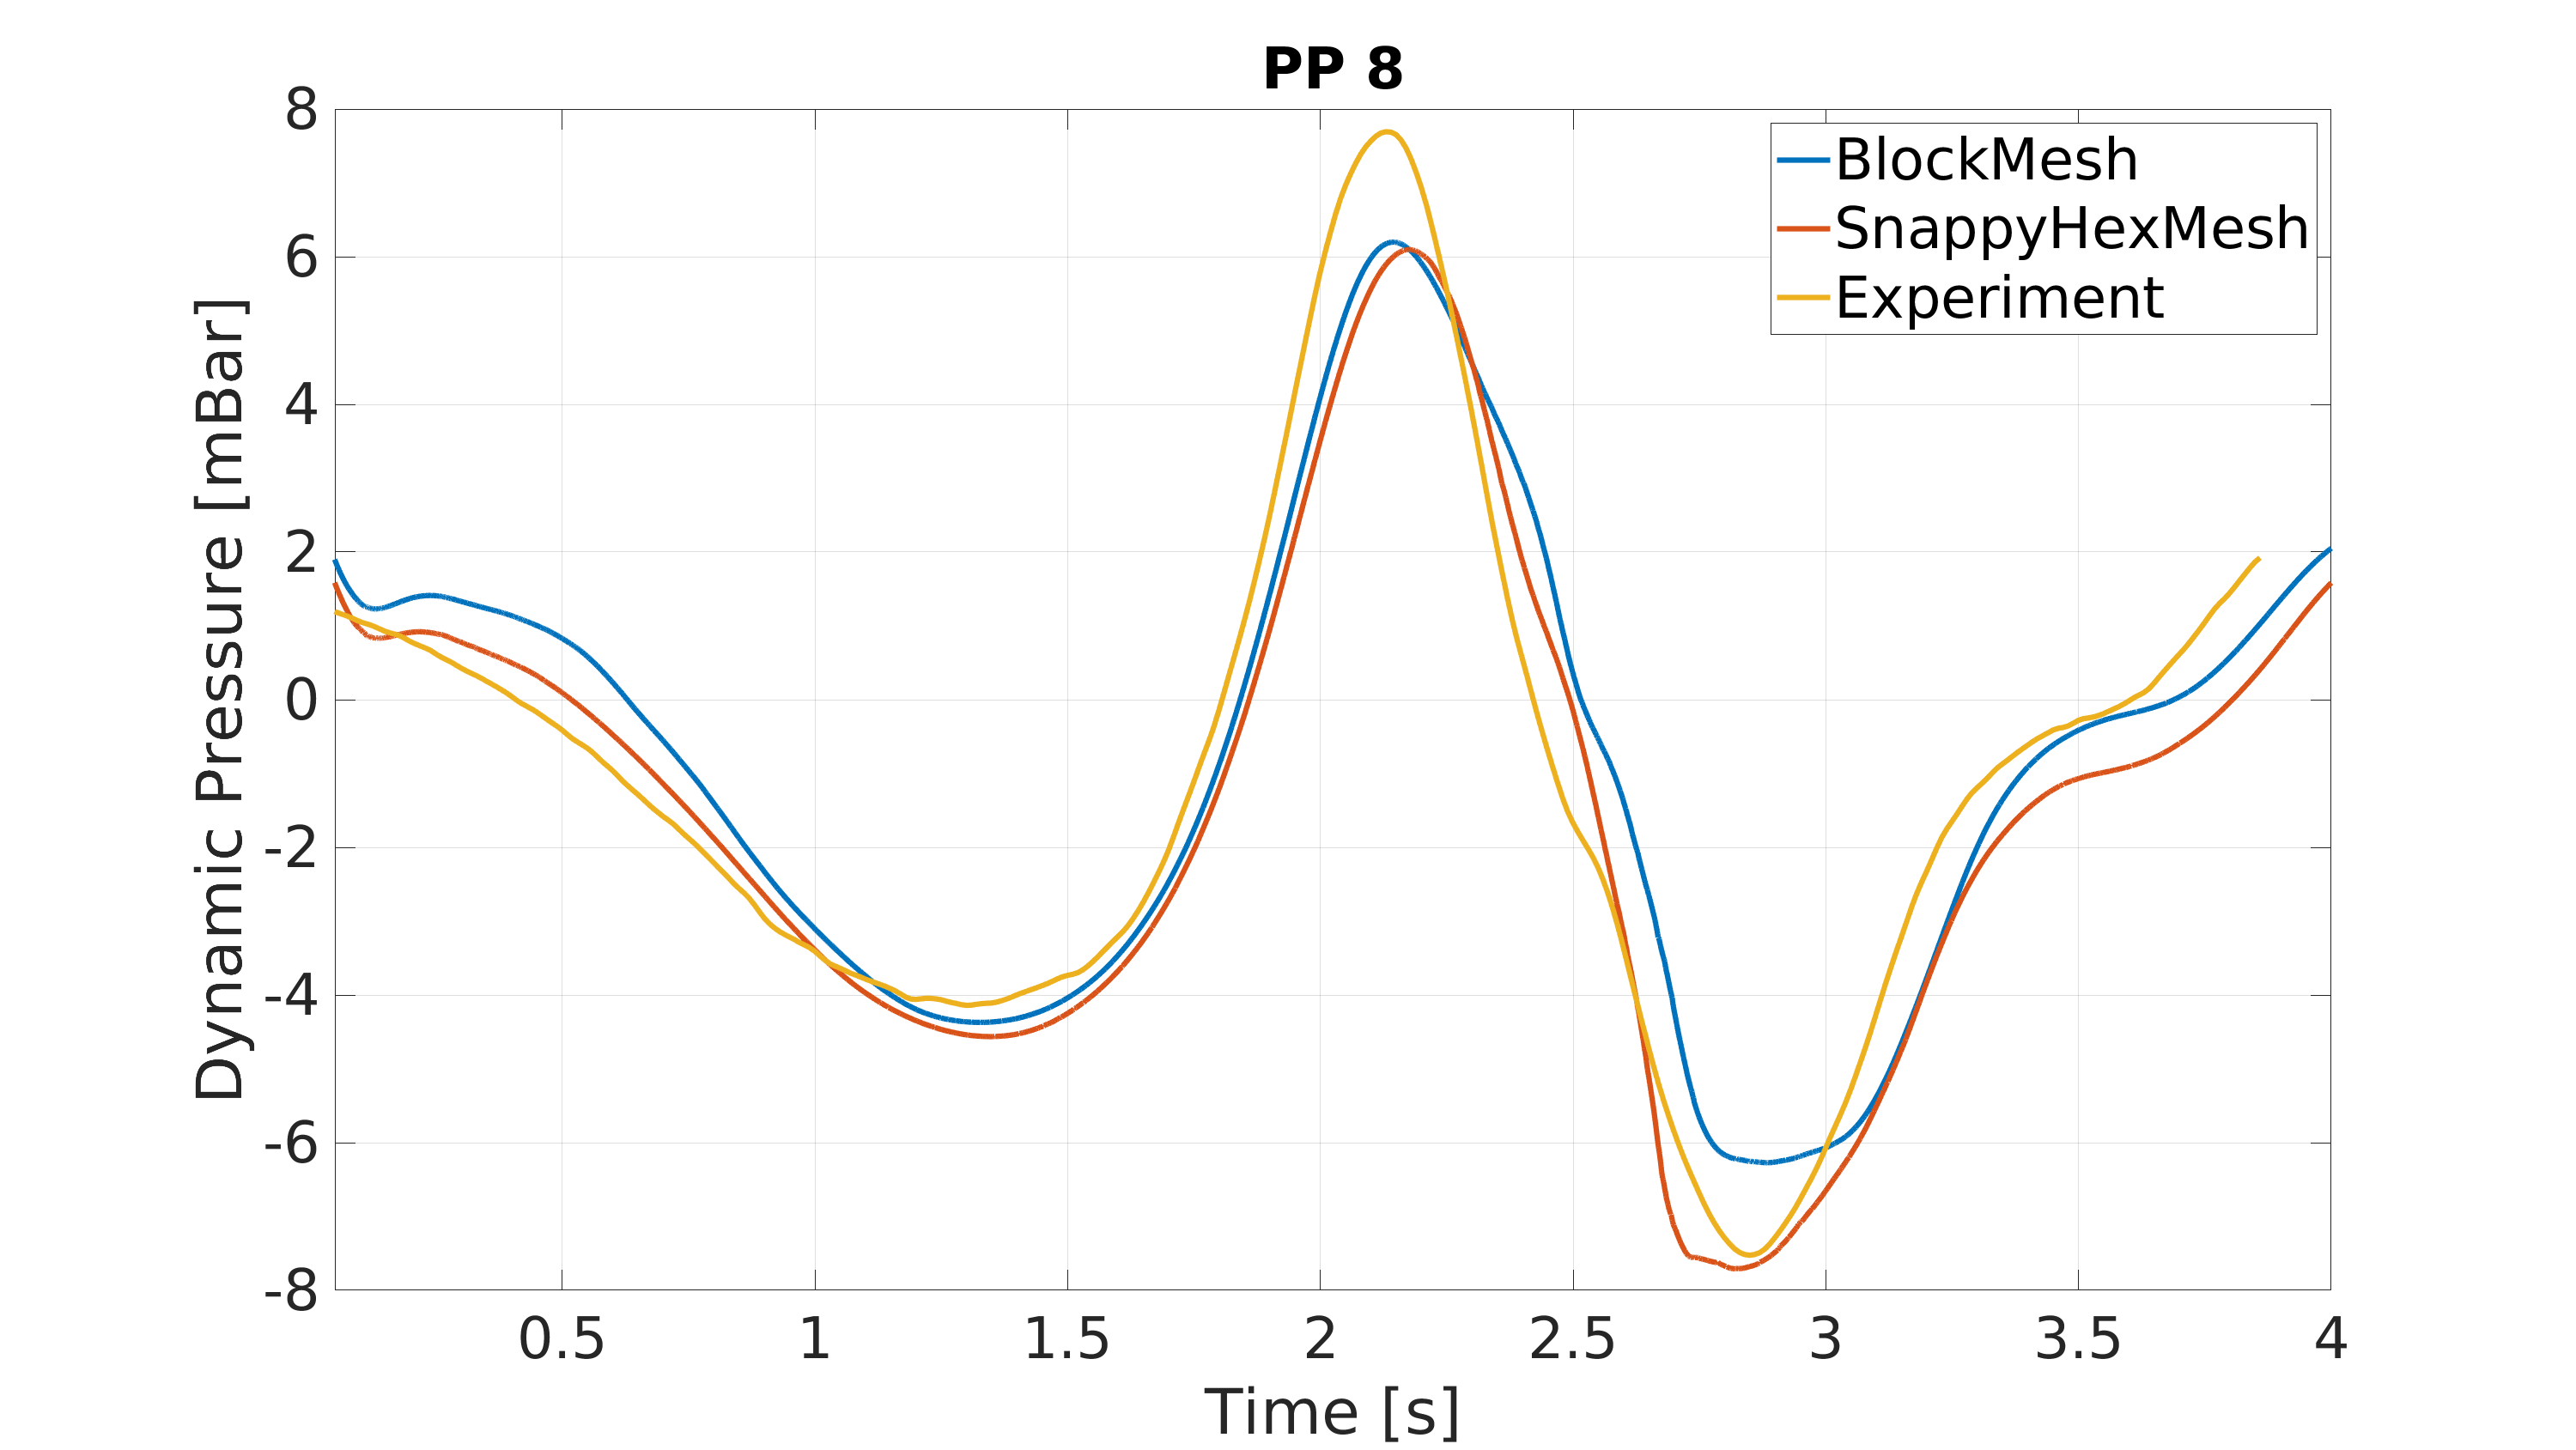 PP 8
8
6
4
2
0
-2
-4
-6
-8
Dynamic Pressure [mBar]
BlockMesh
SnappyHexMesh
Experiment
0.5 1 1.5 2 2.5 3 3.5 4
Time [s]